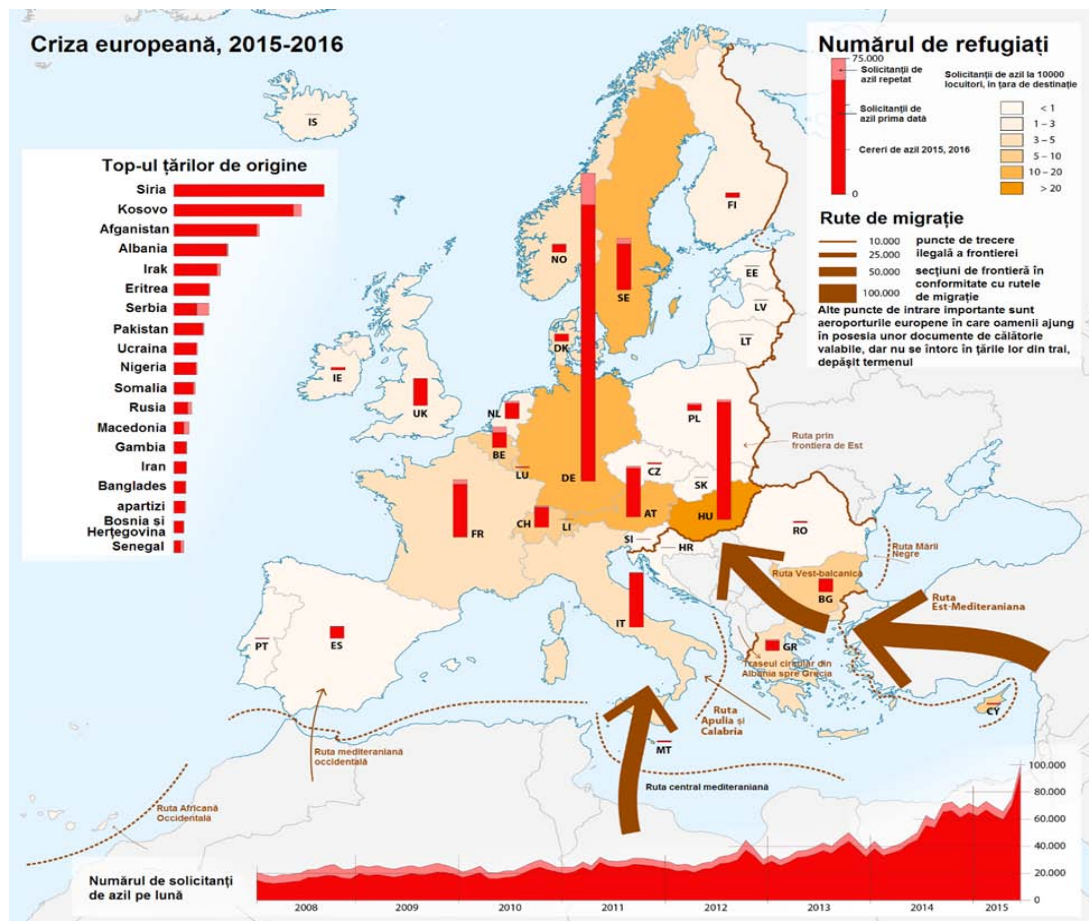 Criza europeană, 2015-2016
Numărul de refugiați
75.000
Solicitanții de
azil repetat
Solicitanții de
azil prima dată
Cereri de azil 2015, 2016
0
Solicitanții de azil la 10000
locuitori, in țara de destinație
< 1
1 – 3
3 – 5
5 – 10
10 – 20
> 20
Rute de migrație
10.000
25.000
50.000
100.000
puncte de trecere
ilegală a frontierei
secțiuni de frontieră în
conformitate cu rutele
de migrație
Alte puncte de intrare importante sunt
aeroporturile europene în care oamenii ajung
în posesia unor documente de călătorie
valabile, dar nu se întorc în țările lor din trai,
depășit termenul
Top-ul țărilor de origine
Siria
Kosovo
Afganistan
Albania
Irak
Eritrea
Serbia
Pakistan
Ucraina
Nigeria
Somalia
Rusia
Macedonia
Gambia
Iran
Banglades
apartizi
Bosnia și
Herțegovina
Senegal
IS
NO
SE
FI
EE
LV
LT
DK
IE
UK
NL
BE
LU
DE
PL
CZ
SK
AT
HU
FR
CH
LI
SI
HR
RO
IT
BG
GR
PT
ES
MT
CY
Ruta prin
frontiera de Est
Ruta Mării
Negre
Ruta Vest-balcanică
Ruta
Est-Mediteraniana
Traseul circular din
Albania spre Grecia
Ruta
Apulia și
Calabria
Ruta mediteraniană
occidentală
Ruta central mediteraniană
Ruta Africană
Occidentală
Numărul de solicitanți
de azil pe lună
100.000
80.000
60.000
40.000
20.000
0
2008
2009
2010
2011
2012
2013
2014
2015